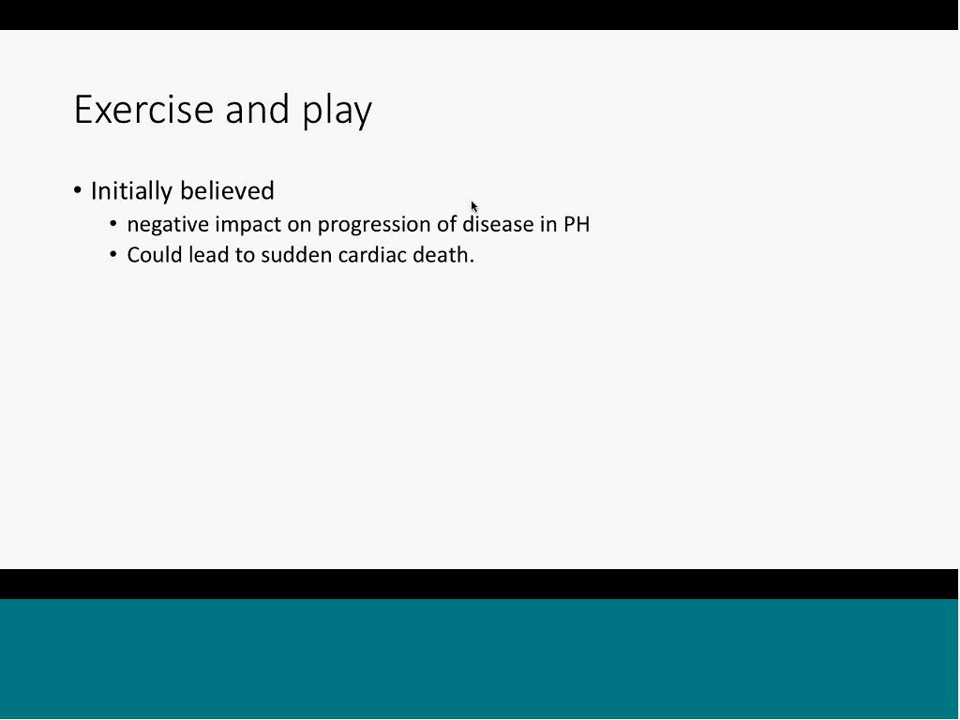 Exercise and play
• Initially believed
• negative impact on progression of disease in PH
• Could lead to sudden cardiac death.